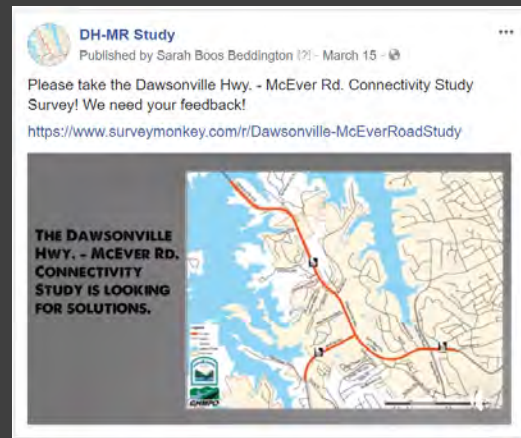 DH-MR Study
Published by Sarah Boos Beddington [?] · March 15 ·
Please take the Dawsonville Hwy. - McEver Rd. Connectivity Study
Survey! We need your feedback!
https://www.surveymonkey.com/r/Dawsonville-McEverRoadStudy
THE DAWSONVILLE
HWY. - MCEVER RD.
CONNECTIVITY
STUDY IS LOOKING
FOR SOLUTIONS.
GHMPO